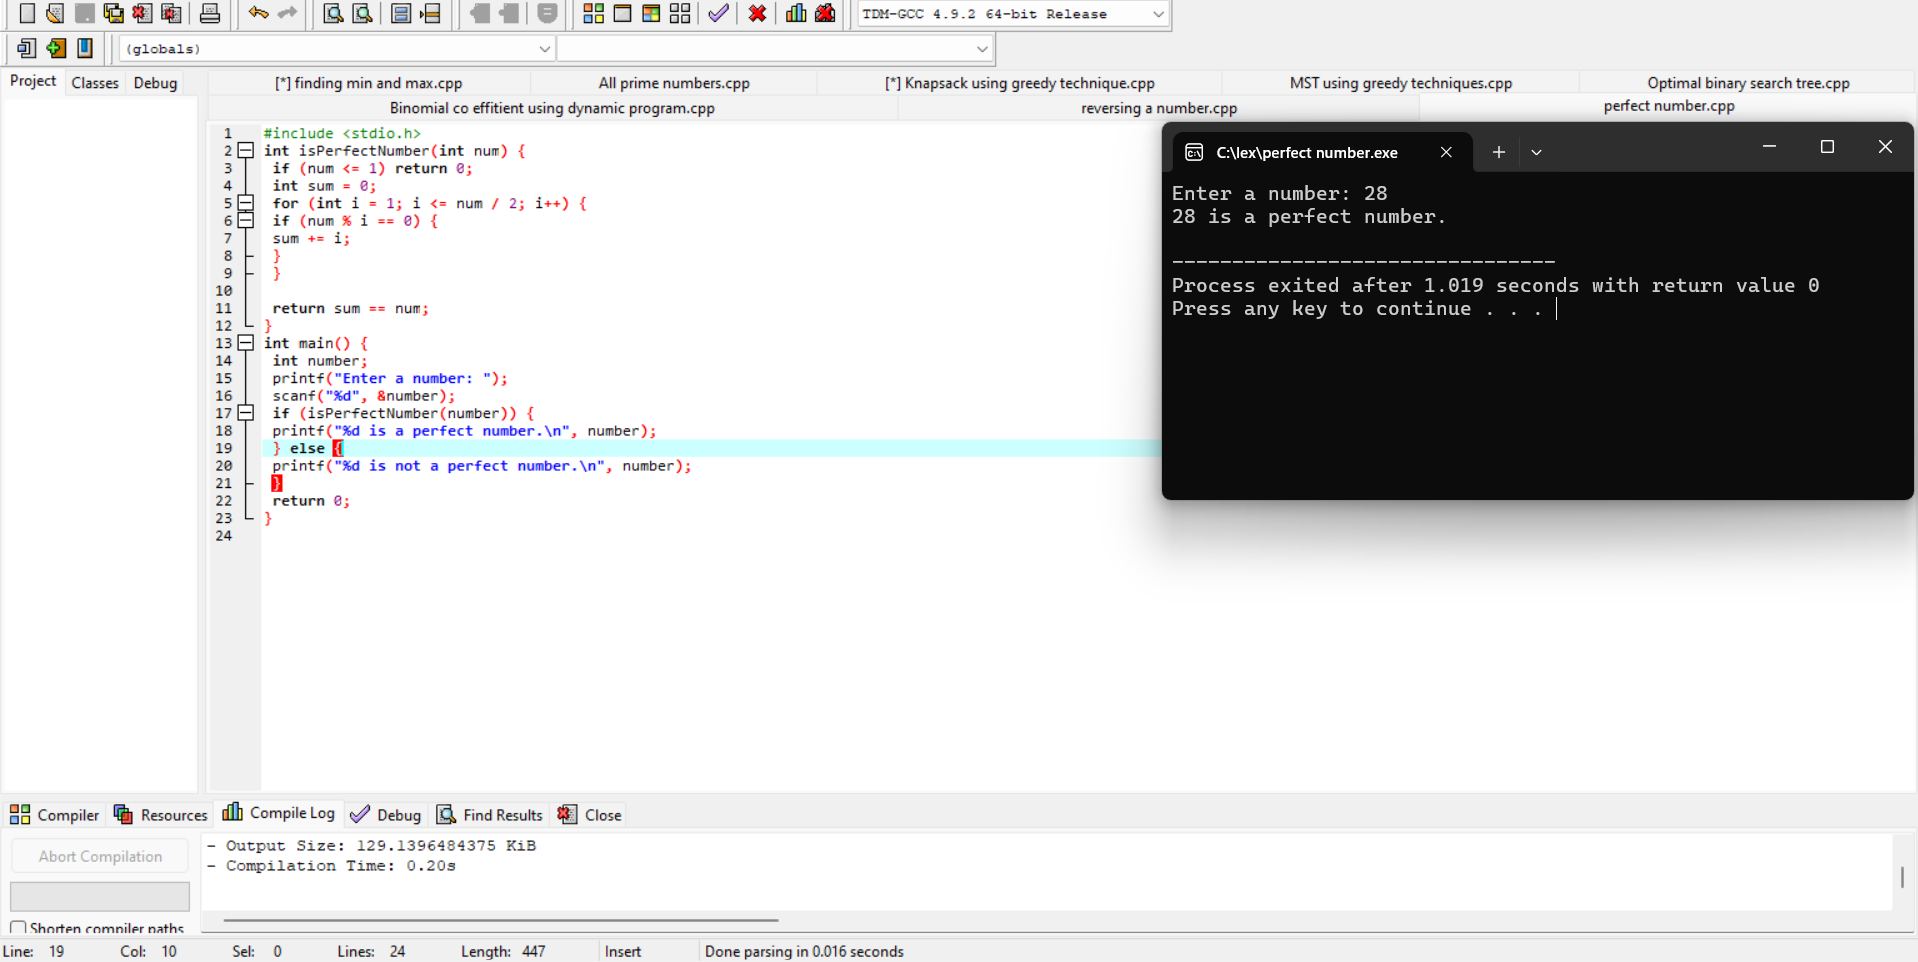 TDM-GCC 4.9.2 64-bit Release
(globals)
Project Classes Debug
[*] finding min and max.cpp All prime numbers.cpp [*] Knapsack using greedy technique.cpp MST using greedy techniques.cpp Optimal binary search tree.cpp
Binomial co effitient using dynamic program.cpp reversing a number.cpp perfect number.cpp
1 #include <stdio.h>
2 int isPerfectNumber(int num) {
3 if (num <= 1) return 0;
4 int sum = 0;
5 for (int i = 1; i <= num / 2; i++) {
6 if (num % i == 0) {
7 sum += i;
8 }
9 }
10
11 return sum == num;
12 }
13 int main() {
14 int number;
15 printf("Enter a number: ");
16 scanf("%d", &number);
17 if (isPerfectNumber(number)) {
18 printf("%d is a perfect number.\n", number);
19 } else {
20 printf("%d is not a perfect number.\n", number);
21 }
22 return 0;
23 }
24
C:\lex\perfect number.exe
Enter a number: 28
28 is a perfect number.
--------------------------------
Process exited after 1.019 seconds with return value 0
Press any key to continue . . .
Compiler Resources Compile Log Debug Find Results Close
Abort Compilation
Shorten compiler paths
- Output Size: 129.1396484375 KiB
- Compilation Time: 0.20s
Line: 19 Col: 10 Sel: 0 Lines: 24 Length: 447 Insert Done parsing in 0.016 seconds